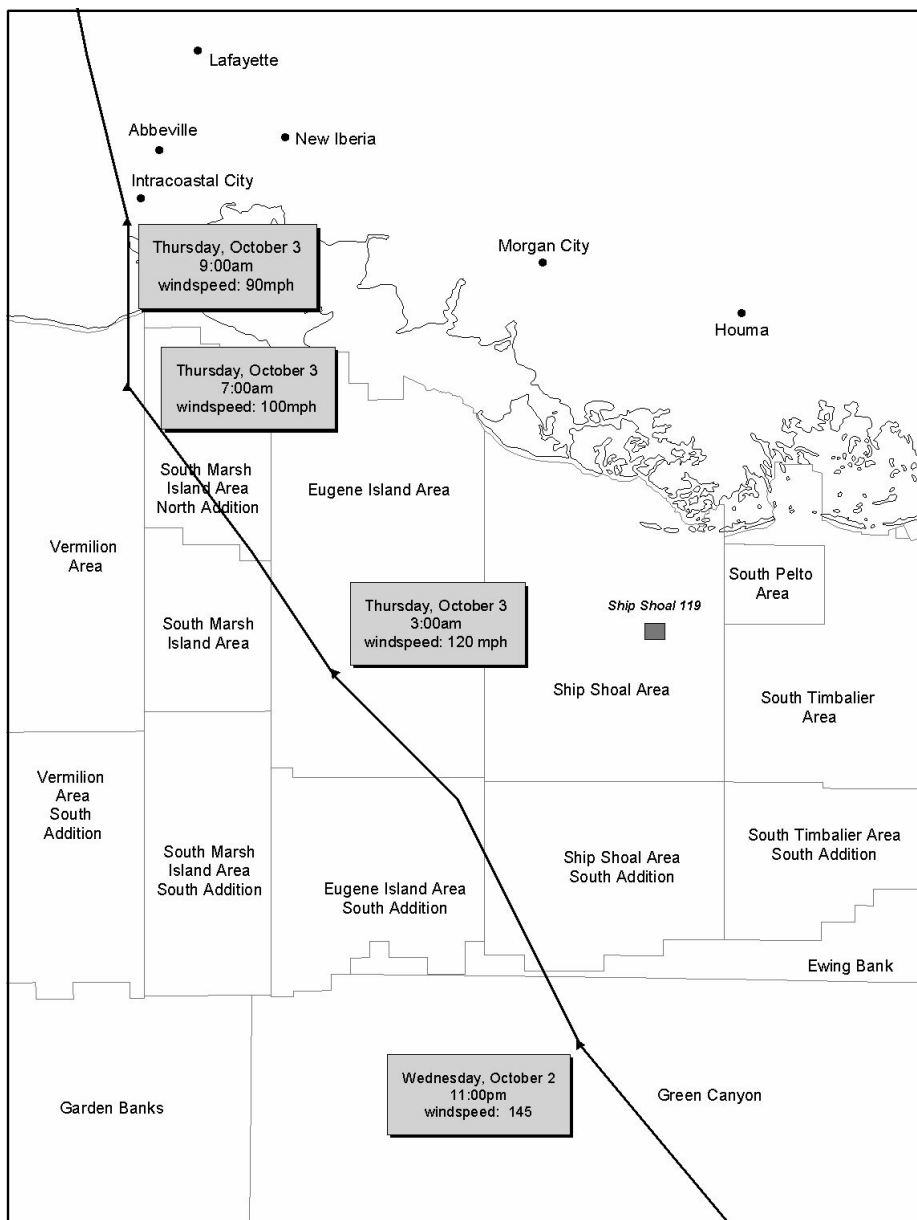 Lafayette
Abbeville
New Iberia
Intracoastal City
Thursday, October 3
9:00am
windspeed: 90mph
Morgan City
Houma
Thursday, October 3
7:00am
windspeed: 100mph
South Marsh
Island Area
North Addition
Eugene Island Area
Vermilion
Area
South Pelto
Area
Thursday, October 3
3:00am
windspeed: 120 mph
Ship Shoal 119
South Marsh
Island Area
Ship Shoal Area
South Timbalier
Area
Vermilion
Area
South
Addition
South Marsh
Island Area
South Addition
Eugene Island Area
South Addition
Ship Shoal Area
South Addition
South Timbalier Area
South Addition
Ewing Bank
Wednesday, October 2
11:00pm
windspeed: 145
Garden Banks
Green Canyon